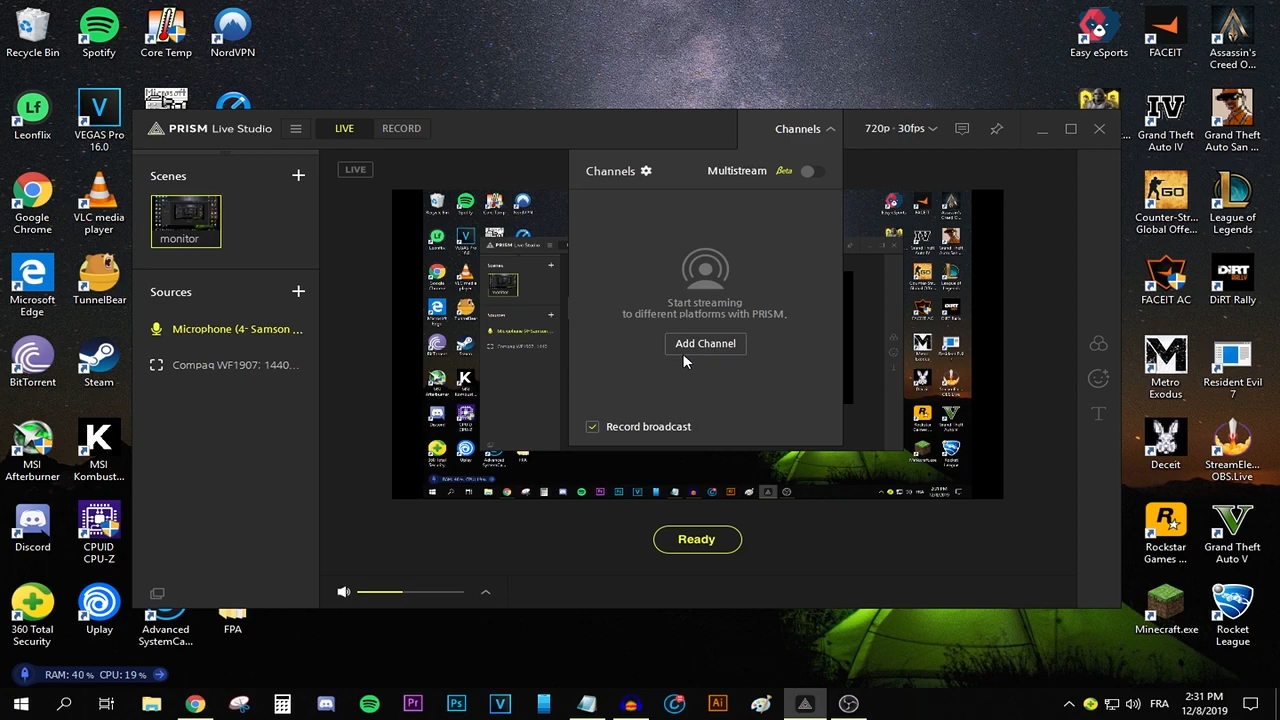 Recycle Bin
Spotify
Core Temp
NordVPN
Easy eSports
FACEIT
Assassin's
Creed O...
Leonflix
VEGAS Pro
16.0
Microsoft
Grand Theft
Auto IV
Grand Theft
Auto San ...
PRISM Live Studio
LIVE
RECORD
Channels
720p · 30fps
Scenes
monitor
LIVE
Channels
Multistream
Beta
Google
Chrome
VLC media
player
Counter-Str...
Global Offe...
League of
Legends
Sources
Microphone (4- Samson ...
Compaq WF1907; 1440...
Start streaming
to different platforms with PRISM.
Add Channel
Record broadcast
Microsoft
Edge
TunnelBear
FACEIT AC
DiRT Rally
BitTorrent
Steam
Metro
Exodus
Resident Evil
7
MSI
Afterburner
MSI
Kombust...
Deceit
StreamEle...
OBS.Live
Discord
CPUID
CPU-Z
Rockstar
Games ...
Grand Theft
Auto V
Ready
360 Total
Security
Uplay
Advanced
SystemCa...
FPA
Minecraft.exe
Rocket
League
RAM: 40 % CPU: 19 %
FRA
2:31 PM
12/8/2019